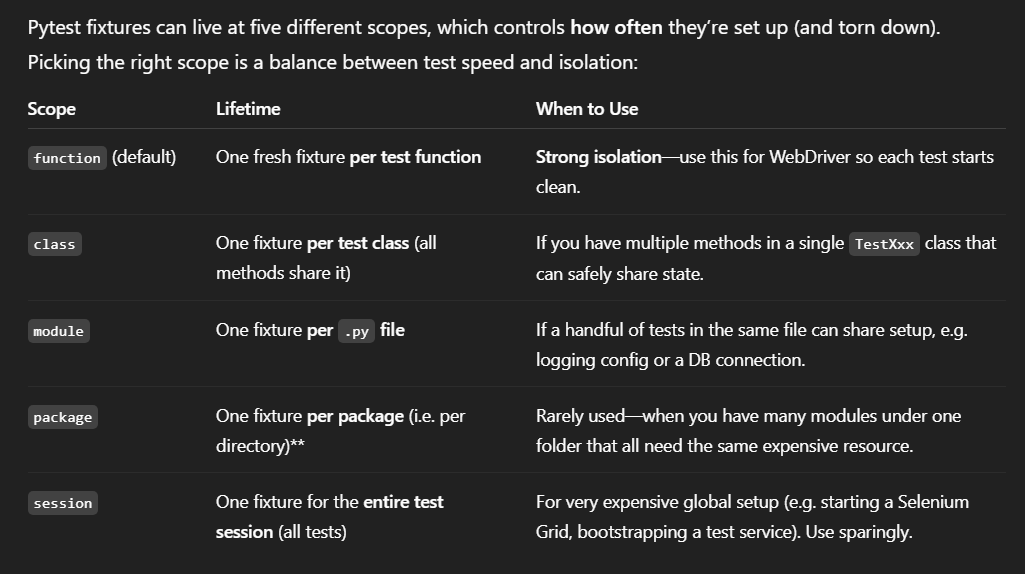 Pytest fixtures can live at five different scopes, which controls how often they’re set up (and torn down).
Picking the right scope is a balance between test speed and isolation:
Scope Lifetime When to Use
function (default) One fresh fixture per test function Strong isolation—use this for WebDriver so each test starts
clean.
class One fixture per test class (all If you have multiple methods in a single TestXxx class that
methods share it) can safely share state.
module One fixture per .py file If a handful of tests in the same file can share setup, e.g.
logging config or a DB connection.
package One fixture per package (i.e. per Rarely used—when you have many modules under one
directory)** folder that all need the same expensive resource.
session One fixture for the entire test For very expensive global setup (e.g. starting a Selenium
session (all tests) Grid, bootstrapping a test service). Use sparingly.